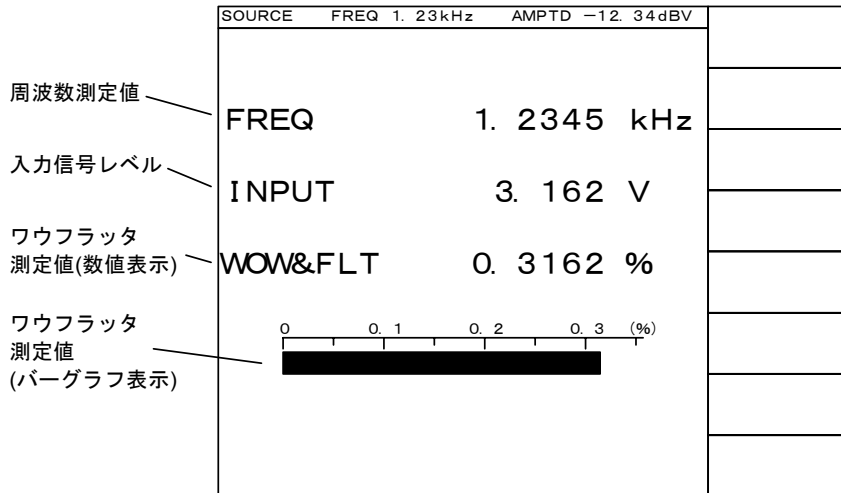 SOURCE FREQ 1. 23kHz AMPTD −12. 34dBV
周波数測定値
FREQ 1. 2345 kHz
入力信号レベル
INPUT 3. 162 V
ワウフラッタ
測定値(数値表示)
WOW&FLT 0. 3162 %
ワウフラッタ
測定値
(バーグラフ表示)
0 0. 1 0. 2 0. 3 (%)